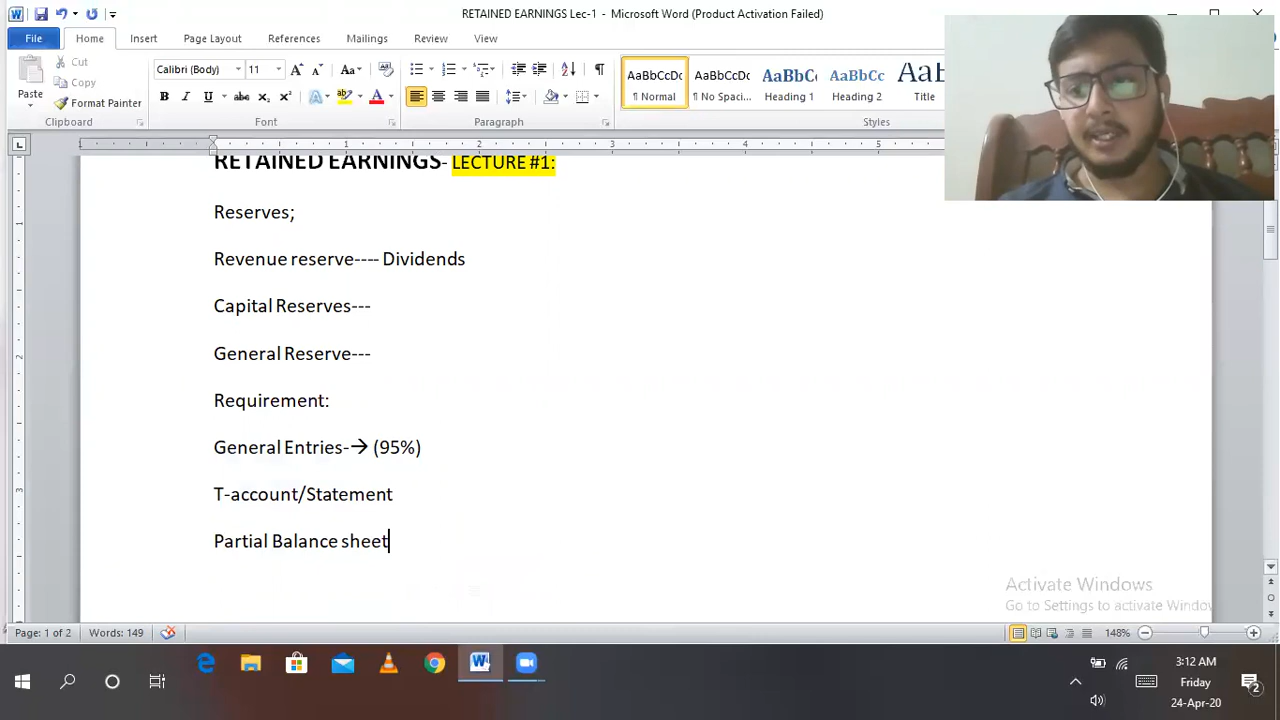 RETAINED EARNINGS Lec-1 - Microsoft Word (Product Activation Failed)
File Home Insert Page Layout References Mailings Review View
Paste
Cut
Copy
Format Painter
Clipboard
Calibri (Body) 11
Font
Paragraph
AaBbCcDc AaBbCcDc AaBbC AaBbCc AaB
¶ Normal ¶ No Spaci... Heading 1 Heading 2 Title
Styles
RETAINED EARNINGS- LECTURE #1:
Reserves;
Revenue reserve---- Dividends
Capital Reserves---
General Reserve---
Requirement:
General Entries-→ (95%)
T-account/Statement
Partial Balance sheet
Activate Windows
Go to Settings to activate Windov
Page: 1 of 2 Words: 149 148%
3:12 AM
Friday
24-Apr-20
2